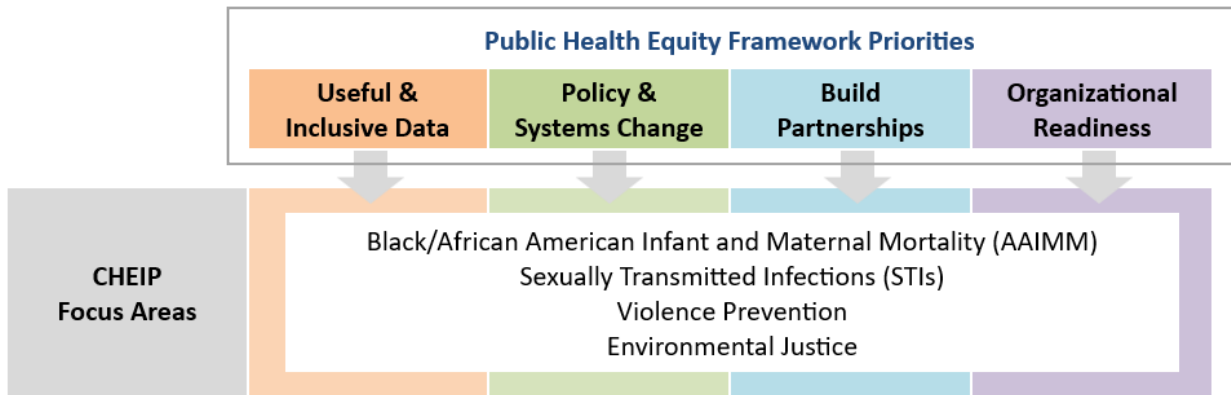 Public Health Equity Framework Priorities
Useful &
Inclusive Data
Policy &
Systems Change
Build
Partnerships
Organizational
Readiness
CHEIP
Focus Areas
Black/African American Infant and Maternal Mortality (AAIMM)
Sexually Transmitted Infections (STIs)
Violence Prevention
Environmental Justice